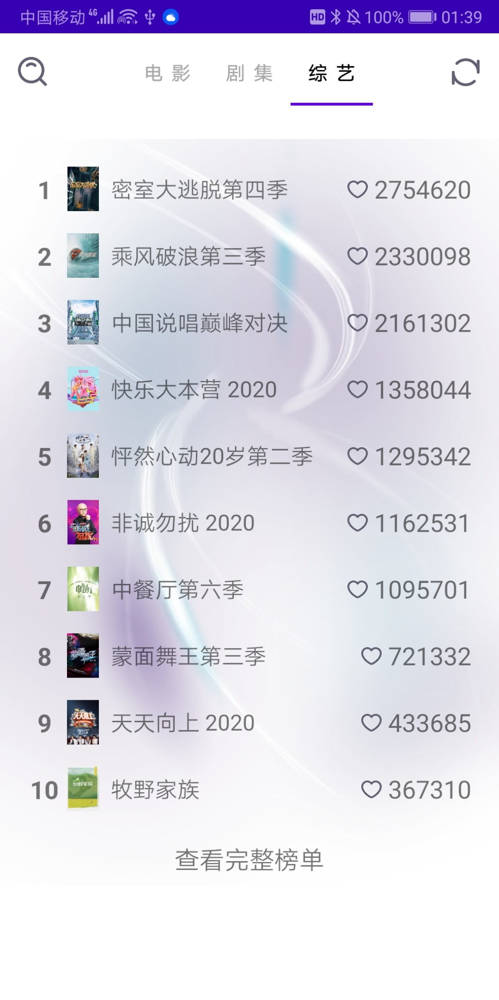 中国移动 4G HD 100% 01:39
电影 剧集 综艺
1 密室大逃脱第四季 2754620
2 乘风破浪第三季 2330098
3 中国说唱巅峰对决 2161302
4 快乐大本营 2020 1358044
5 怦然心动20岁第二季 1295342
6 非诚勿扰 2020 1162531
7 中餐厅第六季 1095701
8 蒙面舞王第三季 721332
9 天天向上 2020 433685
10 牧野家族 367310
查看完整榜单